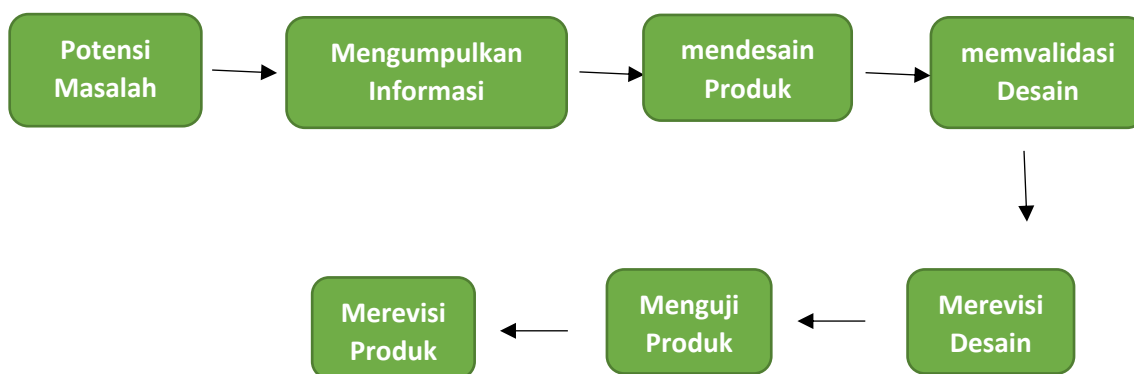 Potensi
Masalah
Mengumpulkan
Informasi
mendesain
Produk
memvalidasi
Desain
Merevisi
Desain
Menguji
Produk
Merevisi
Produk